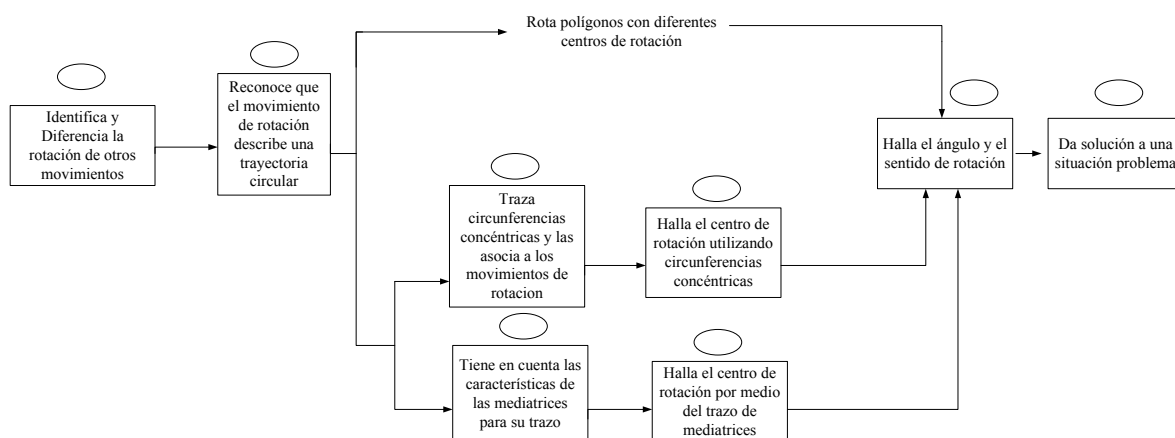 Identifica y
Diferencia la
rotación de otros
movimientos
Reconoce que
el movimiento
de rotación
describe una
trayectoria
circular
Rota polígonos con diferentes
centros de rotación
Traza
circunferencias
concéntricas y las
asocia a los
movimientos de
rotacion
Halla el centro de
rotación utilizando
circunferencias
concéntricas
Tiene en cuenta las
características de
las mediatrices
para su trazo
Halla el centro de
rotación por medio
del trazo de
mediatrices
Halla el ángulo y el
sentido de rotación
Da solución a una
situación problema